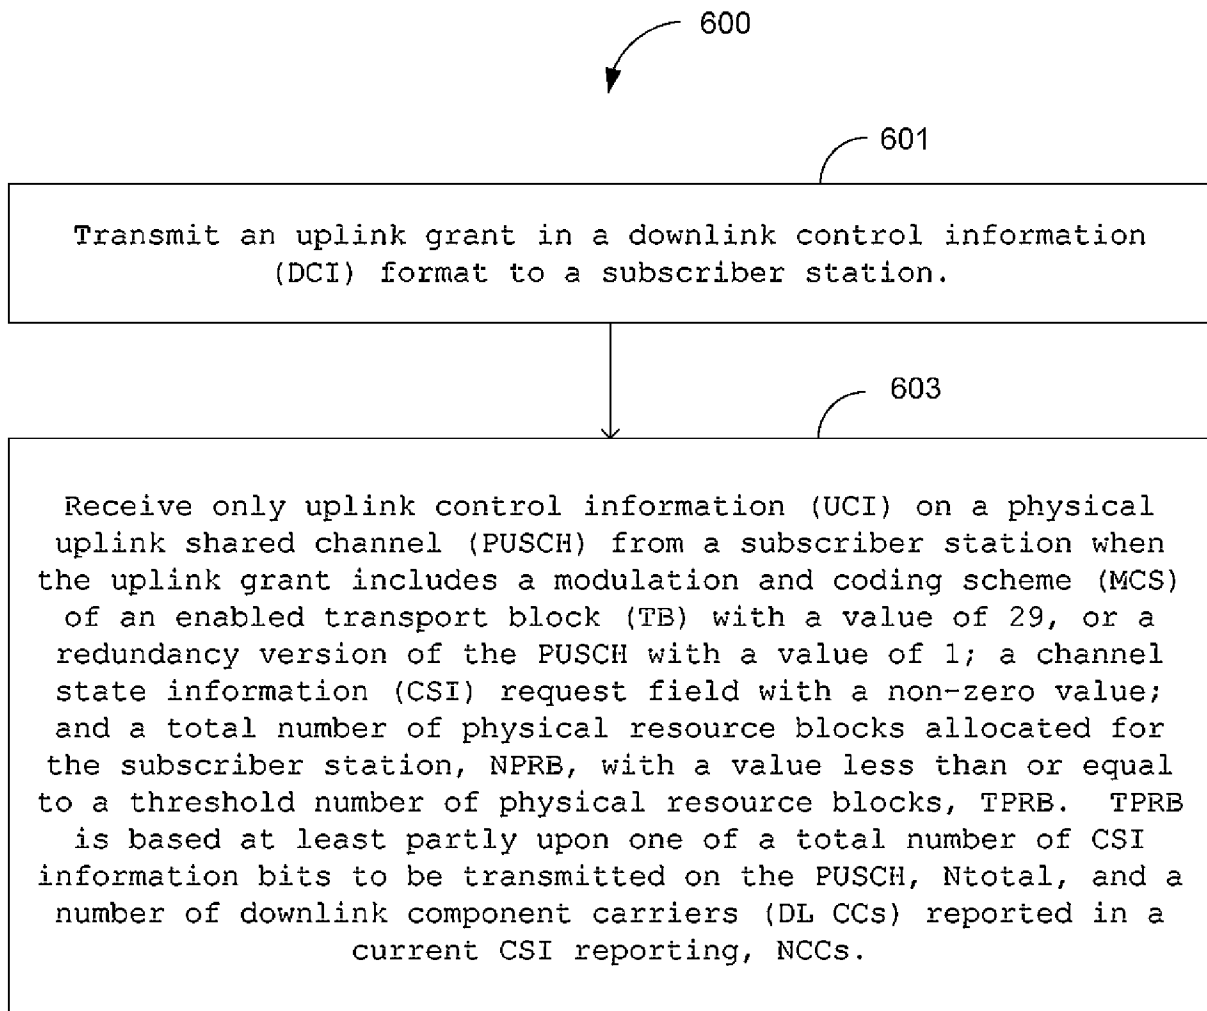 600
601
Transmit an uplink grant in a downlink control information
(DCI) format to a subscriber station.
603
Receive only uplink control information (UCI) on a physical
uplink shared channel (PUSCH) from a subscriber station when
the uplink grant includes a modulation and coding scheme (MCS)
of an enabled transport block (TB) with a value of 29, or a
redundancy version of the PUSCH with a value of 1; a channel
state information (CSI) request field with a non-zero value;
and a total number of physical resource blocks allocated for
the subscriber station, NPRB, with a value less than or equal
to a threshold number of physical resource blocks, TPRB.  TPRB
is based at least partly upon one of a total number of CSI
information bits to be transmitted on the PUSCH, Ntotal, and a
number of downlink component carriers (DL CCs) reported in a
current CSI reporting, NCCs.